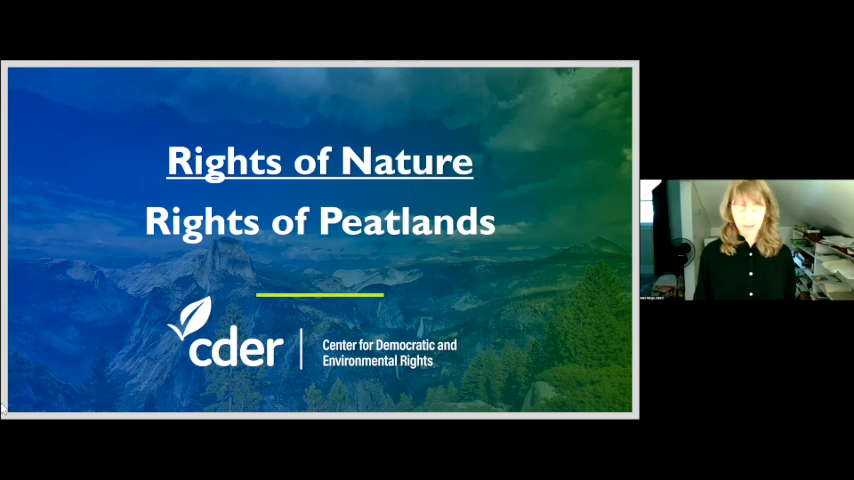 Rights of Nature
Rights of Peatlands
cder
Center for Democratic and
Environmental Rights